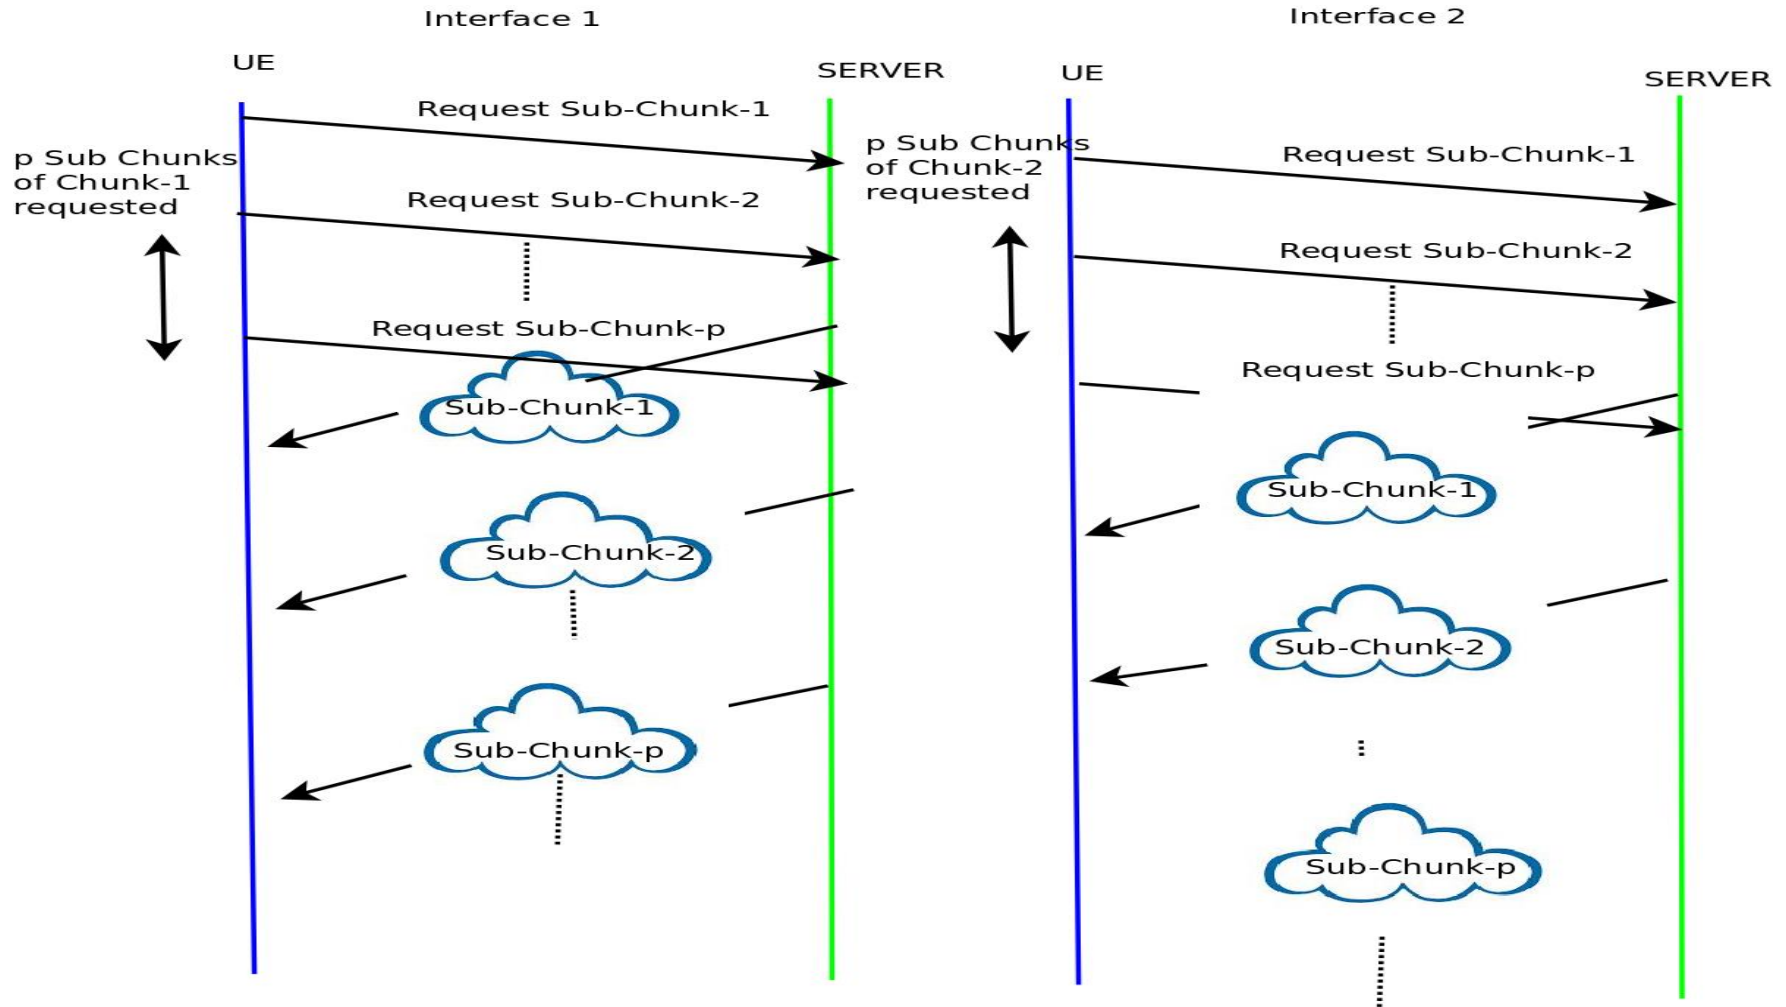 Interface 1
UE
SERVER
Request Sub-Chunk-1
p Sub Chunks
of Chunk-1
requested
Request Sub-Chunk-2
Request Sub-Chunk-p
Sub-Chunk-1
Sub-Chunk-2
Sub-Chunk-p
Interface 2
UE
SERVER
p Sub Chunks
of Chunk-2
requested
Request Sub-Chunk-1
Request Sub-Chunk-2
Request Sub-Chunk-p
Sub-Chunk-1
Sub-Chunk-2
Sub-Chunk-p